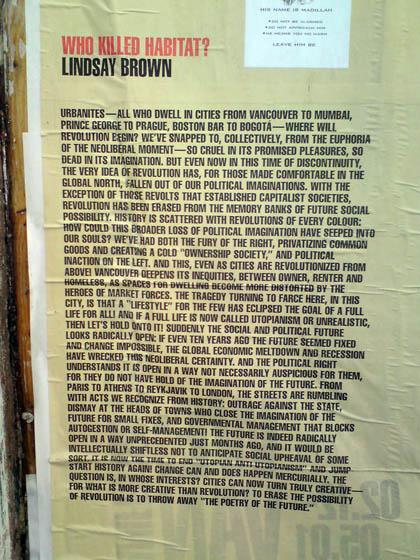 HIS NAME IS MADILLAH
• DO NOT BE ALARMED
• DO NOT APPROACH HIM
• HE MEANS YOU NO HARM
LEAVE HIM BE
WHO KILLED HABITAT?
LINDSAY BROWN
URBANITES—ALL WHO DWELL IN CITIES FROM VANCOUVER TO MUMBAI,
PRINCE GEORGE TO PRAGUE, BOSTON BAR TO BOGOTA—WHERE WILL
REVOLUTION BEGIN? WE'VE SNAPPED TO, COLLECTIVELY, FROM THE EUPHORIA
OF THE NEOLIBERAL MOMENT—SO CRUEL IN ITS PROMISED PLEASURES, SO
DEAD IN ITS IMAGINATION. BUT EVEN NOW IN THIS TIME OF DISCONTINUITY,
THE VERY IDEA OF REVOLUTION HAS, FOR THOSE MADE COMFORTABLE IN THE
GLOBAL NORTH, FALLEN OUT OF OUR POLITICAL IMAGINATIONS. WITH THE
EXCEPTION OF THOSE REVOLTS THAT ESTABLISHED CAPITALIST SOCIETIES,
REVOLUTION HAS BEEN ERASED FROM THE MEMORY BANKS OF FUTURE SOCIAL
POSSIBILITY. HISTORY IS SCATTERED WITH REVOLUTIONS OF EVERY COLOUR:
HOW COULD THIS BROADER LOSS OF POLITICAL IMAGINATION HAVE SEEPED INTO
OUR SOULS? WE'VE HAD BOTH THE FURY OF THE RIGHT, PRIVATIZING COMMON
GOODS AND CREATING A COLD "OWNERSHIP SOCIETY," AND POLITICAL
INACTION ON THE LEFT. AND THIS, EVEN AS CITIES ARE REVOLUTIONIZED FROM
ABOVE! VANCOUVER DEEPENS ITS INEQUITIES, BETWEEN OWNER, RENTER AND
HOMELESS, AS SPACES FOR DWELLING BECOME MORE DISTORTED BY THE
HEROES OF MARKET FORCES. THE TRAGEDY TURNING TO FARCE HERE, IN THIS
CITY, IS THAT A "LIFESTYLE" FOR THE FEW HAS ECLIPSED THE GOAL OF A FULL
LIFE FOR ALL! AND IF A FULL LIFE IS NOW CALLED UTOPIANISM OR UNREALISTIC,
THEN LET'S HOLD ONTO IT! SUDDENLY THE SOCIAL AND POLITICAL FUTURE
LOOKS RADICALLY OPEN: IF EVEN TEN YEARS AGO THE FUTURE SEEMED FIXED
AND CHANGE IMPOSSIBLE, THE GLOBAL ECONOMIC MELTDOWN AND RECESSION
HAVE WRECKED THIS NEOLIBERAL CERTAINTY. AND THE POLITICAL RIGHT
UNDERSTANDS IT IS OPEN IN A WAY NOT NECESSARILY AUSPICIOUS FOR THEM,
FOR THEY DO NOT HAVE HOLD OF THE IMAGINATION OF THE FUTURE. FROM
PARIS TO ATHENS TO REYKJAVIK TO LONDON, THE STREETS ARE RUMBLING
WITH ACTS WE RECOGNIZE FROM HISTORY: OUTRAGE AGAINST THE STATE,
DISMAY AT THE HEADS OF TOWNS WHO CLOSE THE IMAGINATION OF THE
FUTURE FOR SMALL FIXES, AND GOVERNMENTAL MANAGEMENT THAT BLOCKS
AUTOGESTION OR SELF-MANAGEMENT! THE FUTURE IS INDEED RADICALLY
OPEN IN A WAY UNPRECEDENTED JUST MONTHS AGO, AND IT WOULD BE
INTELLECTUALLY SHIFTLESS NOT TO ANTICIPATE SOCIAL UPHEAVAL OF SOME
SORT. IT IS NOW THE TIME TO END "UTOPIAN ANTI UTOPIANISM" AND JUMP-
START HISTORY AGAIN! CHANGE CAN AND DOES HAPPEN MERCURIALLY. THE
QUESTION IS, IN WHOSE INTERESTS? CITIES CAN NOW TURN TRULY CREATIVE—
FOR WHAT IS MORE CREATIVE THAN REVOLUTION? TO ERASE THE POSSIBILITY
OF REVOLUTION IS TO THROW AWAY "THE POETRY OF THE FUTURE."